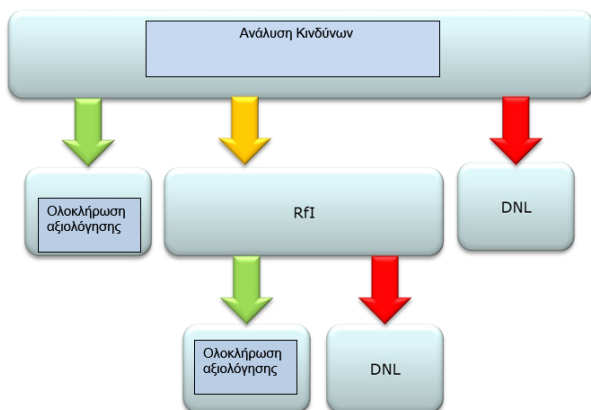 Ανάλυση Κινδύνων
Ολοκλήρωση
αξιολόγησης
RfI
DNL
Ολοκλήρωση
αξιολόγησης
DNL